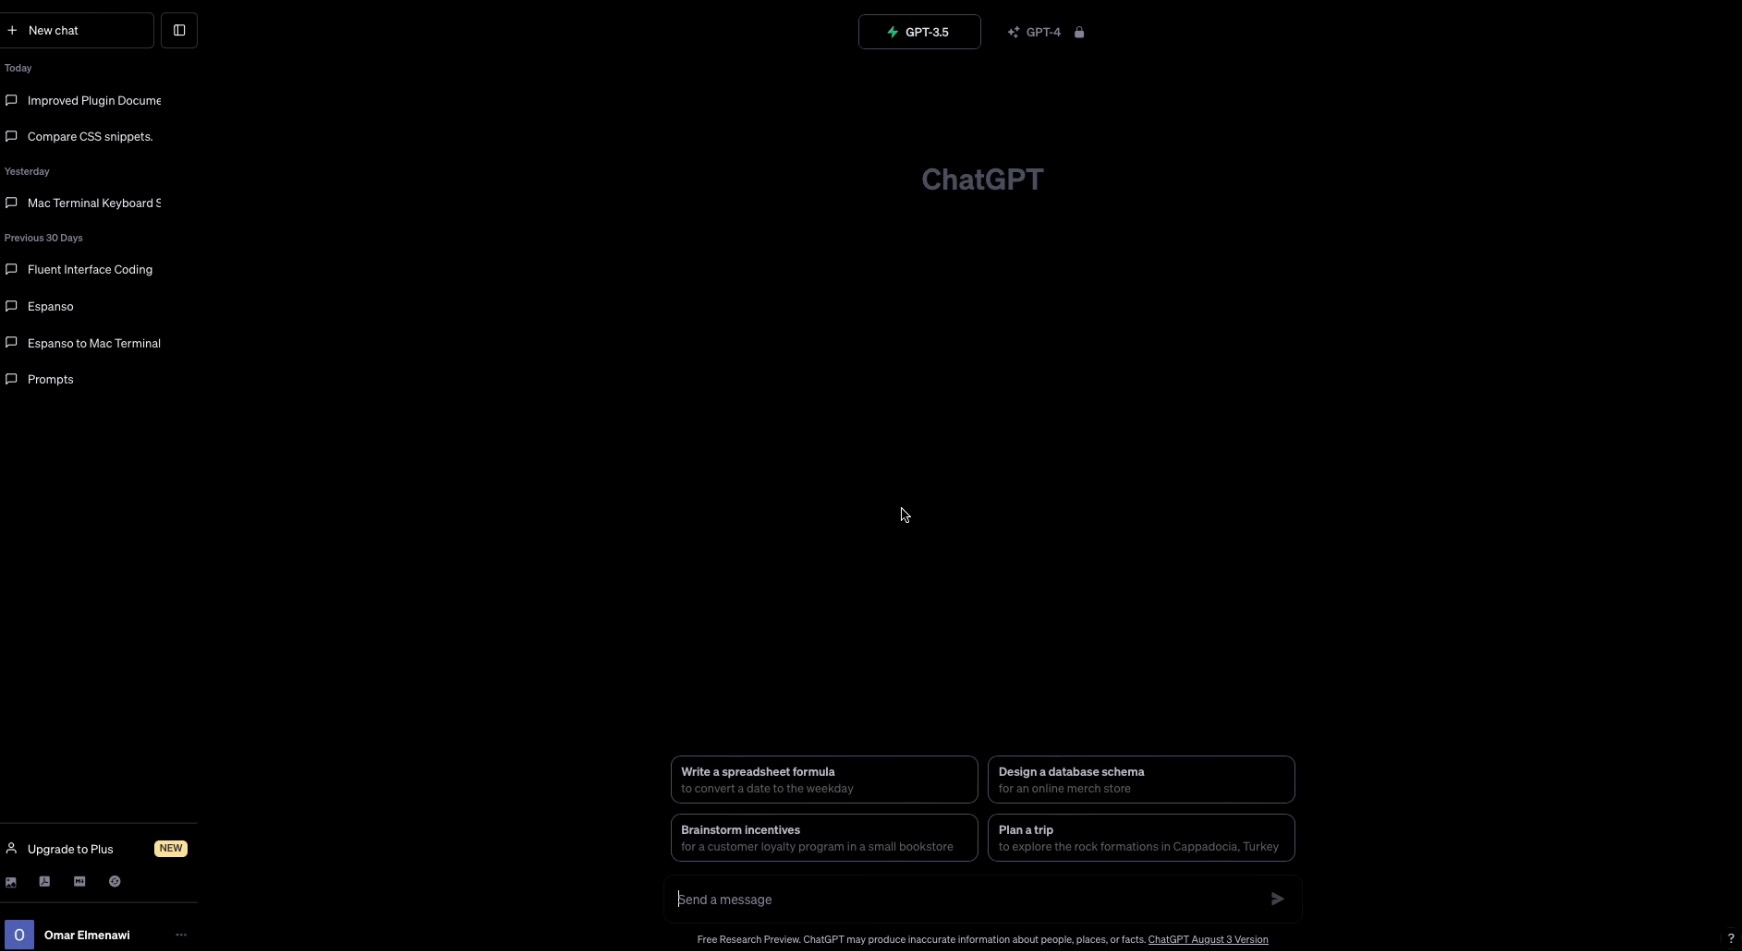 New chat
Today
Improved Plugin Docume
Compare CSS snippets.
Yesterday
Mac Terminal Keyboard S
Previous 30 Days
Fluent Interface Coding
Espanso
Espanso to Mac Terminal
Prompts
Upgrade to Plus NEW
O Omar Elmenawi
GPT-3.5 GPT-4
ChatGPT
Write a spreadsheet formula
to convert a date to the weekday
Design a database schema
for an online merch store
Brainstorm incentives
for a customer loyalty program in a small bookstore
Plan a trip
to explore the rock formations in Cappadocia, Turkey
Send a message
Free Research Preview. ChatGPT may produce inaccurate information about people, places, or facts. ChatGPT August 3 Version
?